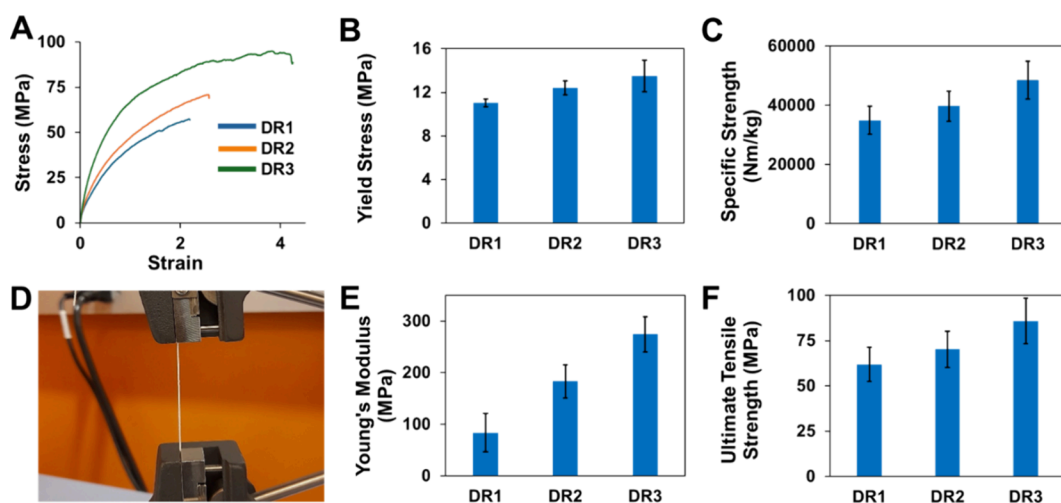 A
Stress (MPa)
100
75
50
25
0
0
2
4
Strain
DR1
DR2
DR3
B
Yield Stress (MPa)
16
12
8
4
0
DR1
DR2
DR3
C
Specific Strength
(Nm/kg)
60000
40000
20000
0
DR1
DR2
DR3
D
E
Young's Modulus
(MPa)
300
200
100
0
DR1
DR2
DR3
F
Ultimate Tensile
Strength (MPa)
100
75
50
25
0
DR1
DR2
DR3